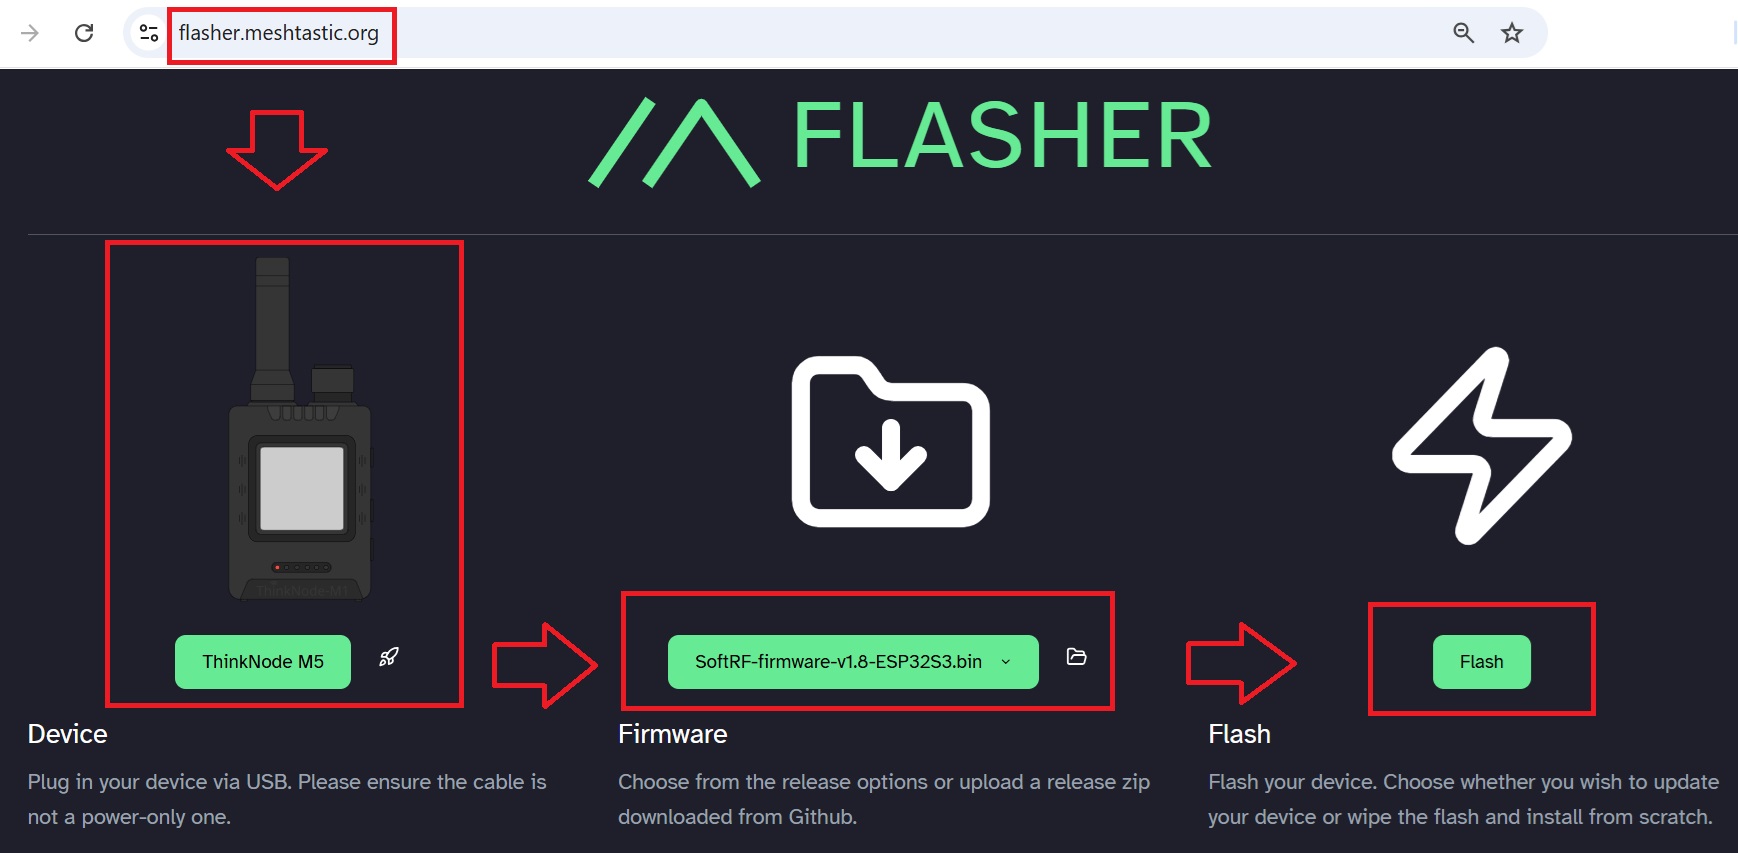 flasher.meshtastic.org
FLASHER
ThinkNode-M1
ThinkNode M5
SoftRF-firmware-v1.8-ESP32S3.bin
Flash
Device
Plug in your device via USB. Please ensure the cable is
not a power-only one.
Firmware
Choose from the release options or upload a release zip
downloaded from Github.
Flash
Flash your device. Choose whether you wish to update
your device or wipe the flash and install from scratch.